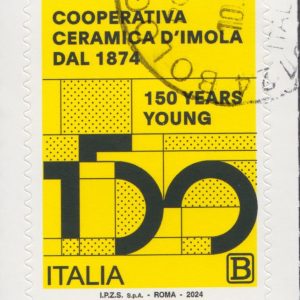 COOPERATIVA
CERAMICA D'IMOLA
DAL 1874
150 YEARS
YOUNG
150
ITALIA B
I.P.Z.S. S.p.A. - ROMA - 2024